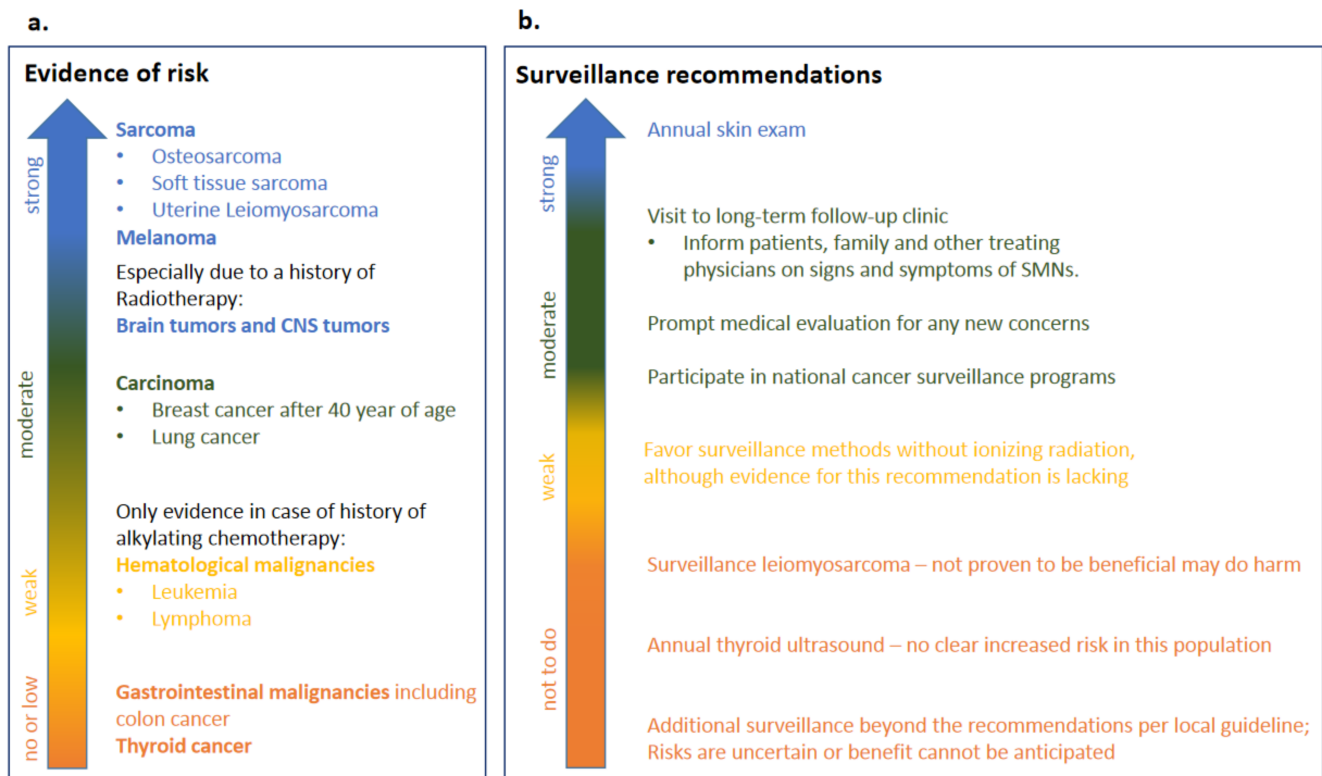 a.
Evidence of risk
strong
moderate
weak
no or low
Sarcoma
• Osteosarcoma
• Soft tissue sarcoma
• Uterine Leiomyosarcoma
Melanoma
Especially due to a history of
Radiotherapy:
Brain tumors and CNS tumors
Carcinoma
• Breast cancer after 40 year of age
• Lung cancer
Only evidence in case of history of
alkylating chemotherapy:
Hematological malignancies
• Leukemia
• Lymphoma
Gastrointestinal malignancies including
colon cancer
Thyroid cancer
b.
Surveillance recommendations
strong
moderate
weak
not to do
Annual skin exam
Visit to long-term follow-up clinic
• Inform patients, family and other treating
physicians on signs and symptoms of SMNs.
Prompt medical evaluation for any new concerns
Participate in national cancer surveillance programs
Favor surveillance methods without ionizing radiation,
although evidence for this recommendation is lacking
Surveillance leiomyosarcoma – not proven to be beneficial may do harm
Annual thyroid ultrasound – no clear increased risk in this population
Additional surveillance beyond the recommendations per local guideline;
Risks are uncertain or benefit cannot be anticipated